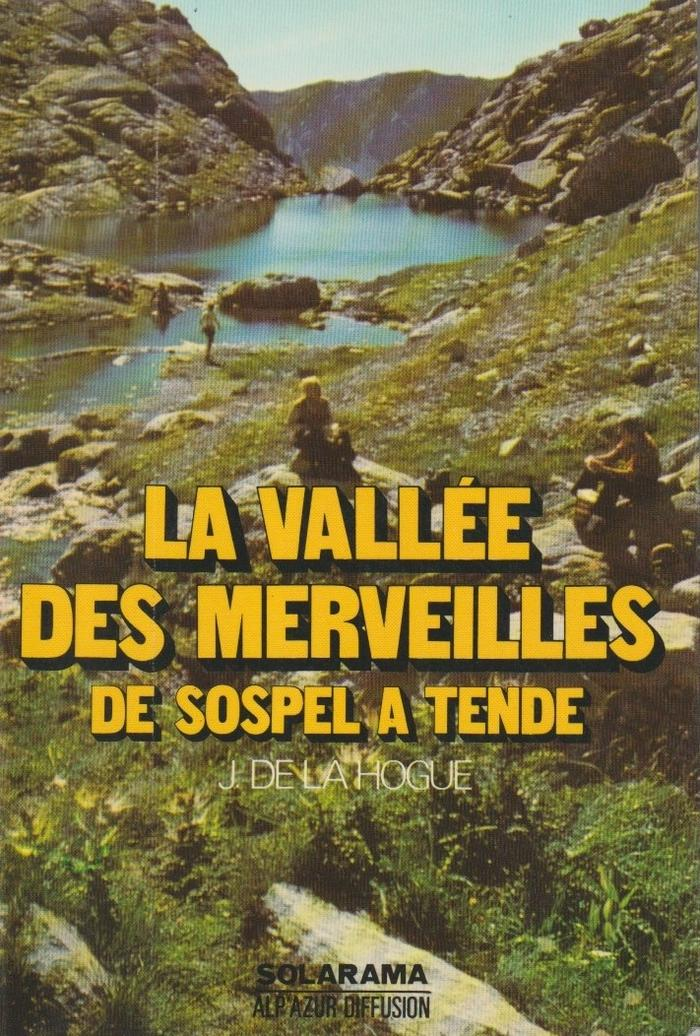 LA VALLÉE
DES MERVEILLES
DE SOSPEL A TENDE
J. DE LA HOGUE
SOLARAMA
ALP'AZUR DIFFUSION